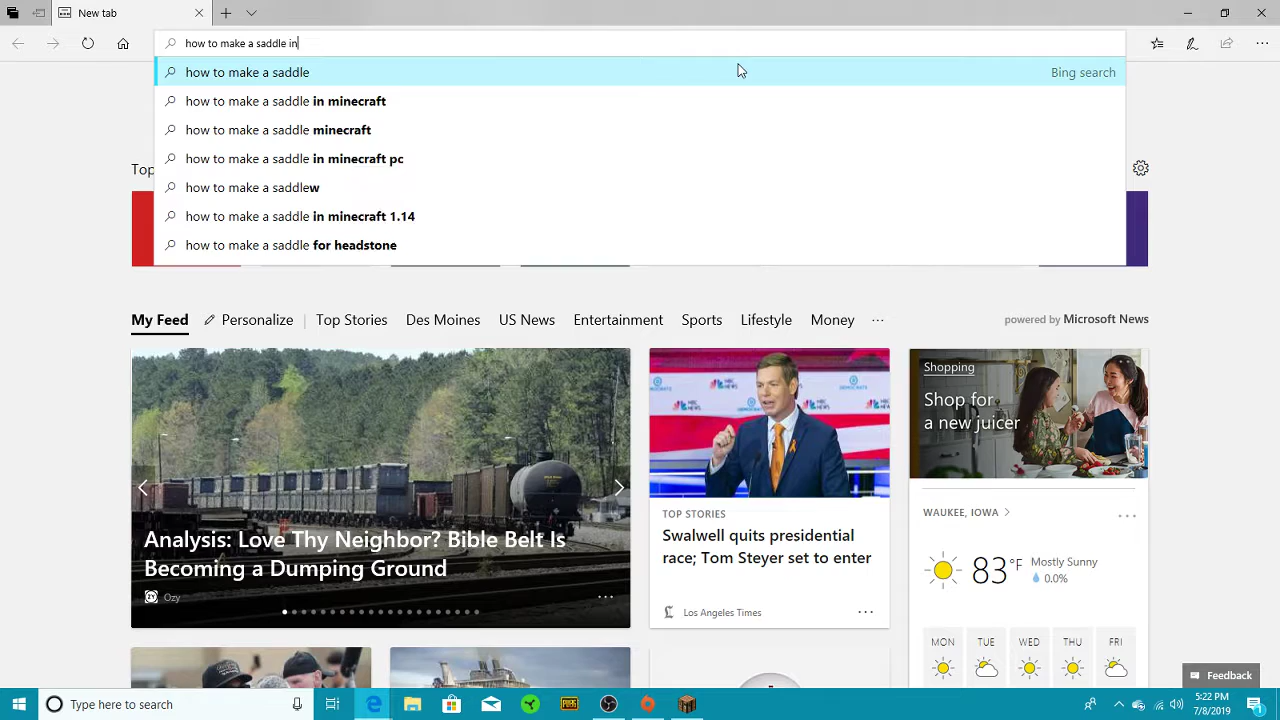 New tab
how to make a saddle in
how to make a saddle
Bing search
how to make a saddle in minecraft
how to make a saddle minecraft
how to make a saddle in minecraft pc
how to make a saddlew
how to make a saddle in minecraft 1.14
how to make a saddle for headstone
Top
My Feed
Personalize
Top Stories
Des Moines
US News
Entertainment
Sports
Lifestyle
Money
powered by Microsoft News
Analysis: Love Thy Neighbor? Bible Belt Is
Becoming a Dumping Ground
Ozy
TOP STORIES
Swalwell quits presidential
race; Tom Steyer set to enter
Los Angeles Times
Shopping
Shop for
a new juicer
WAUKEE, IOWA
83°F
Mostly Sunny
0.0%
MON TUE WED THU FRI
Feedback
Type here to search
PUBG
5:22 PM
7/8/2019